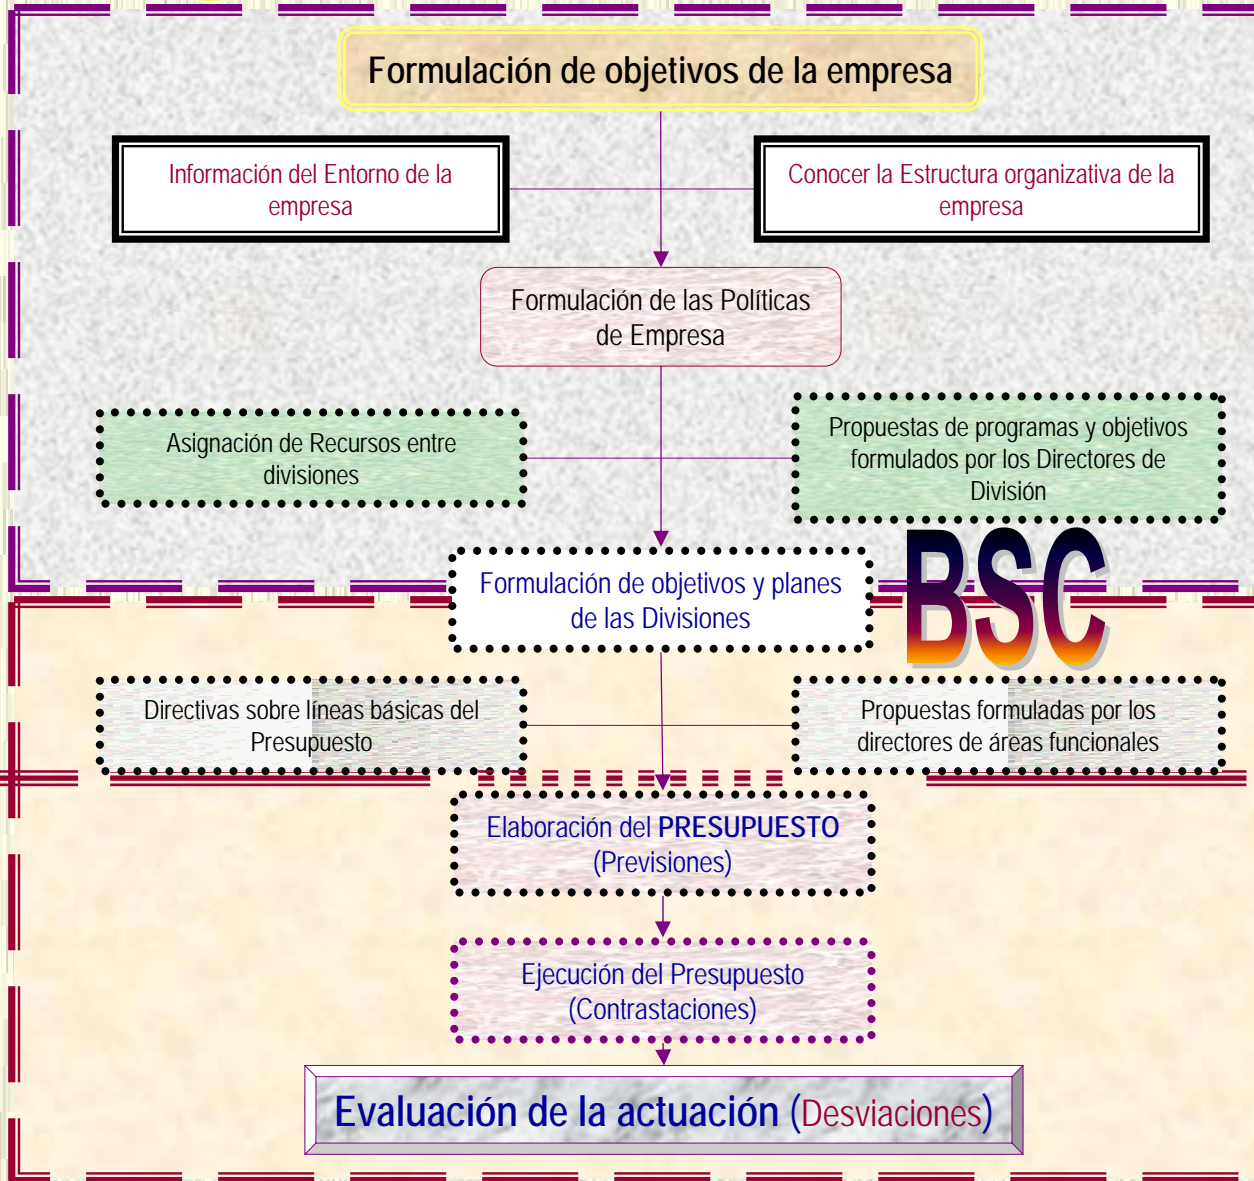 Formulación de objetivos de la empresa
Información del Entorno de la
empresa
Conocer la Estructura organizativa de la
empresa
Formulación de las Políticas
de Empresa
Asignación de Recursos entre
divisiones
Propuestas de programas y objetivos
formulados por los Directores de
División
Formulación de objetivos y planes
de las Divisiones
BSC
Directivas sobre líneas básicas del
Presupuesto
Propuestas formuladas por los
directores de áreas funcionales
Elaboración del PRESUPUESTO
(Previsiones)
Ejecución del Presupuesto
(Contrastaciones)
Evaluación de la actuación (Desviaciones)